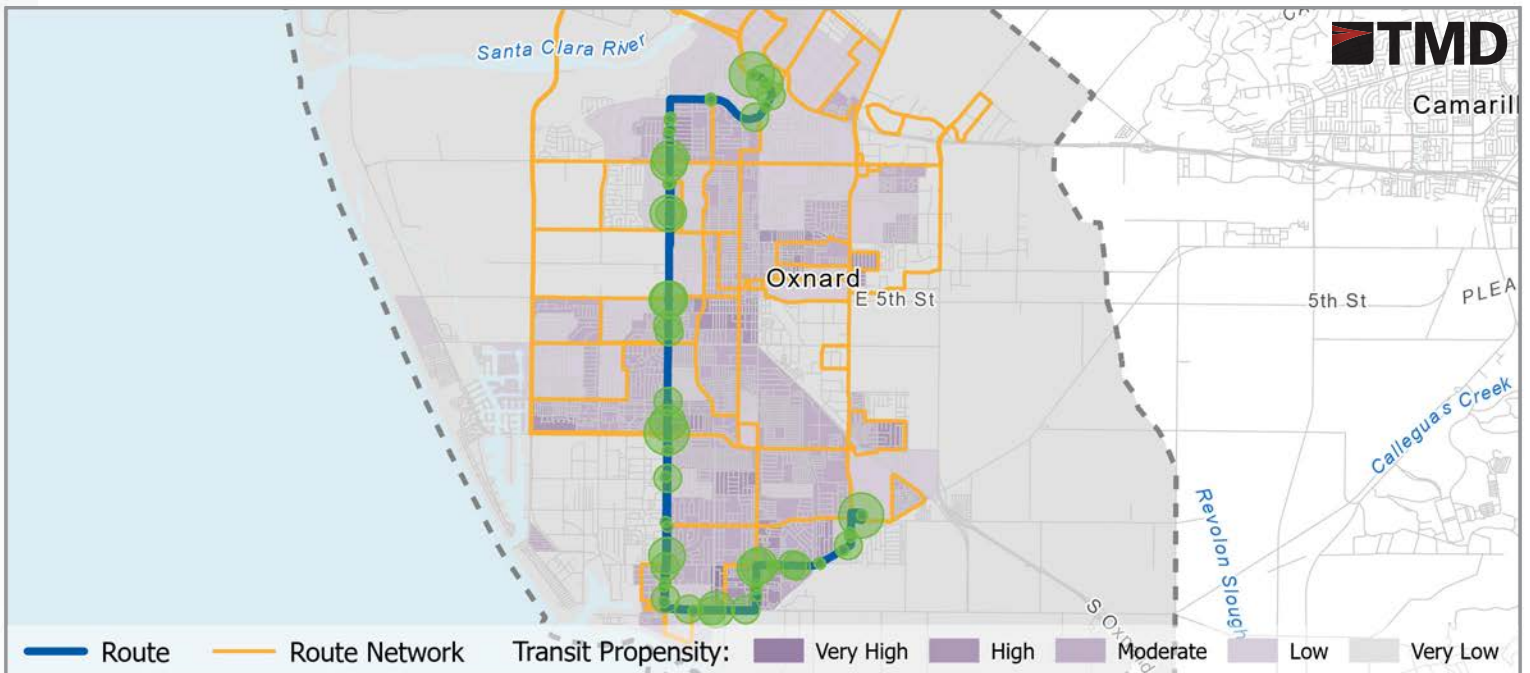 Santa Clara River
TMD
Camarill
Oxnard
E 5th St
5th St
PLEA
Calleguas Creek
Revolon Slough
S Oxnard
Route
Route Network
Transit Propensity:
Very High
High
Moderate
Low
Very Low